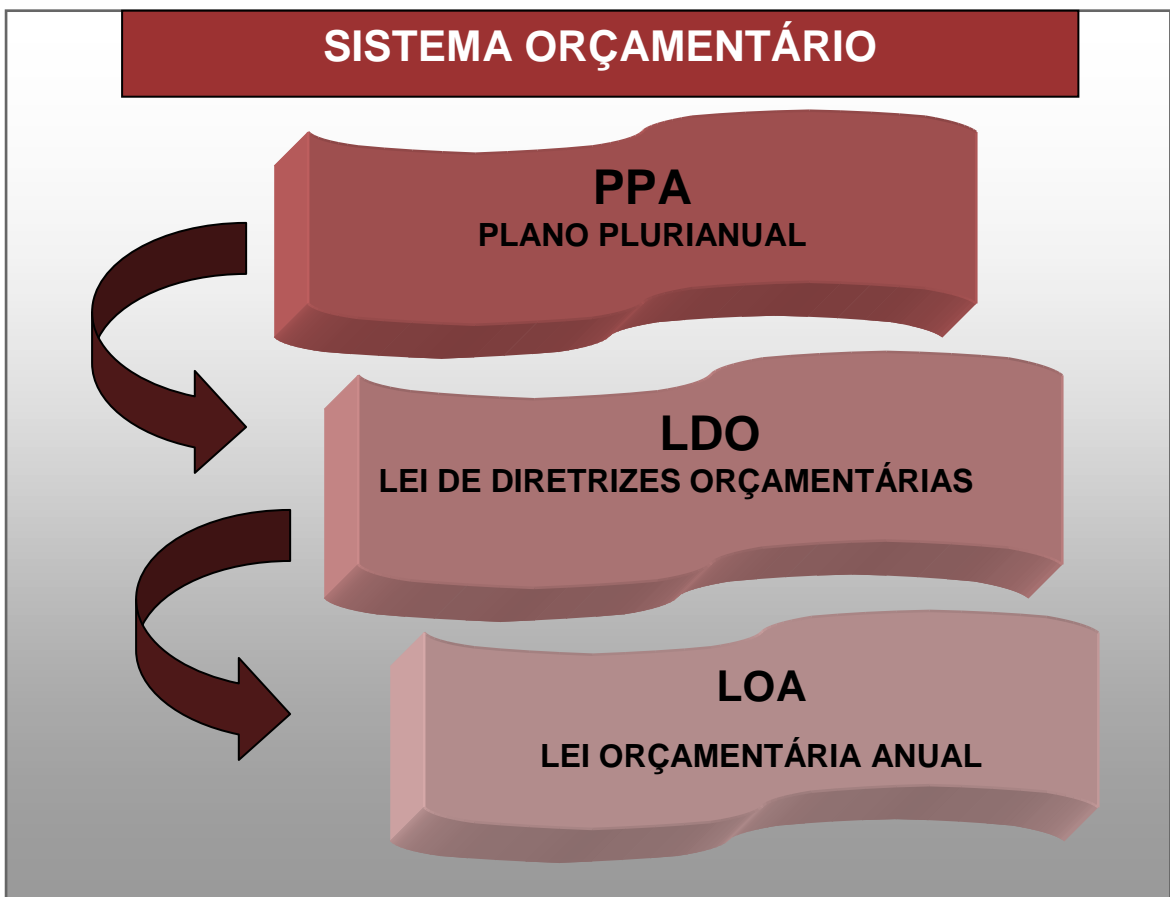 SISTEMA ORÇAMENTÁRIO
PPA
PLANO PLURIANUAL
LDO
LEI DE DIRETRIZES ORÇAMENTÁRIAS
LOA
LEI ORÇAMENTÁRIA ANUAL